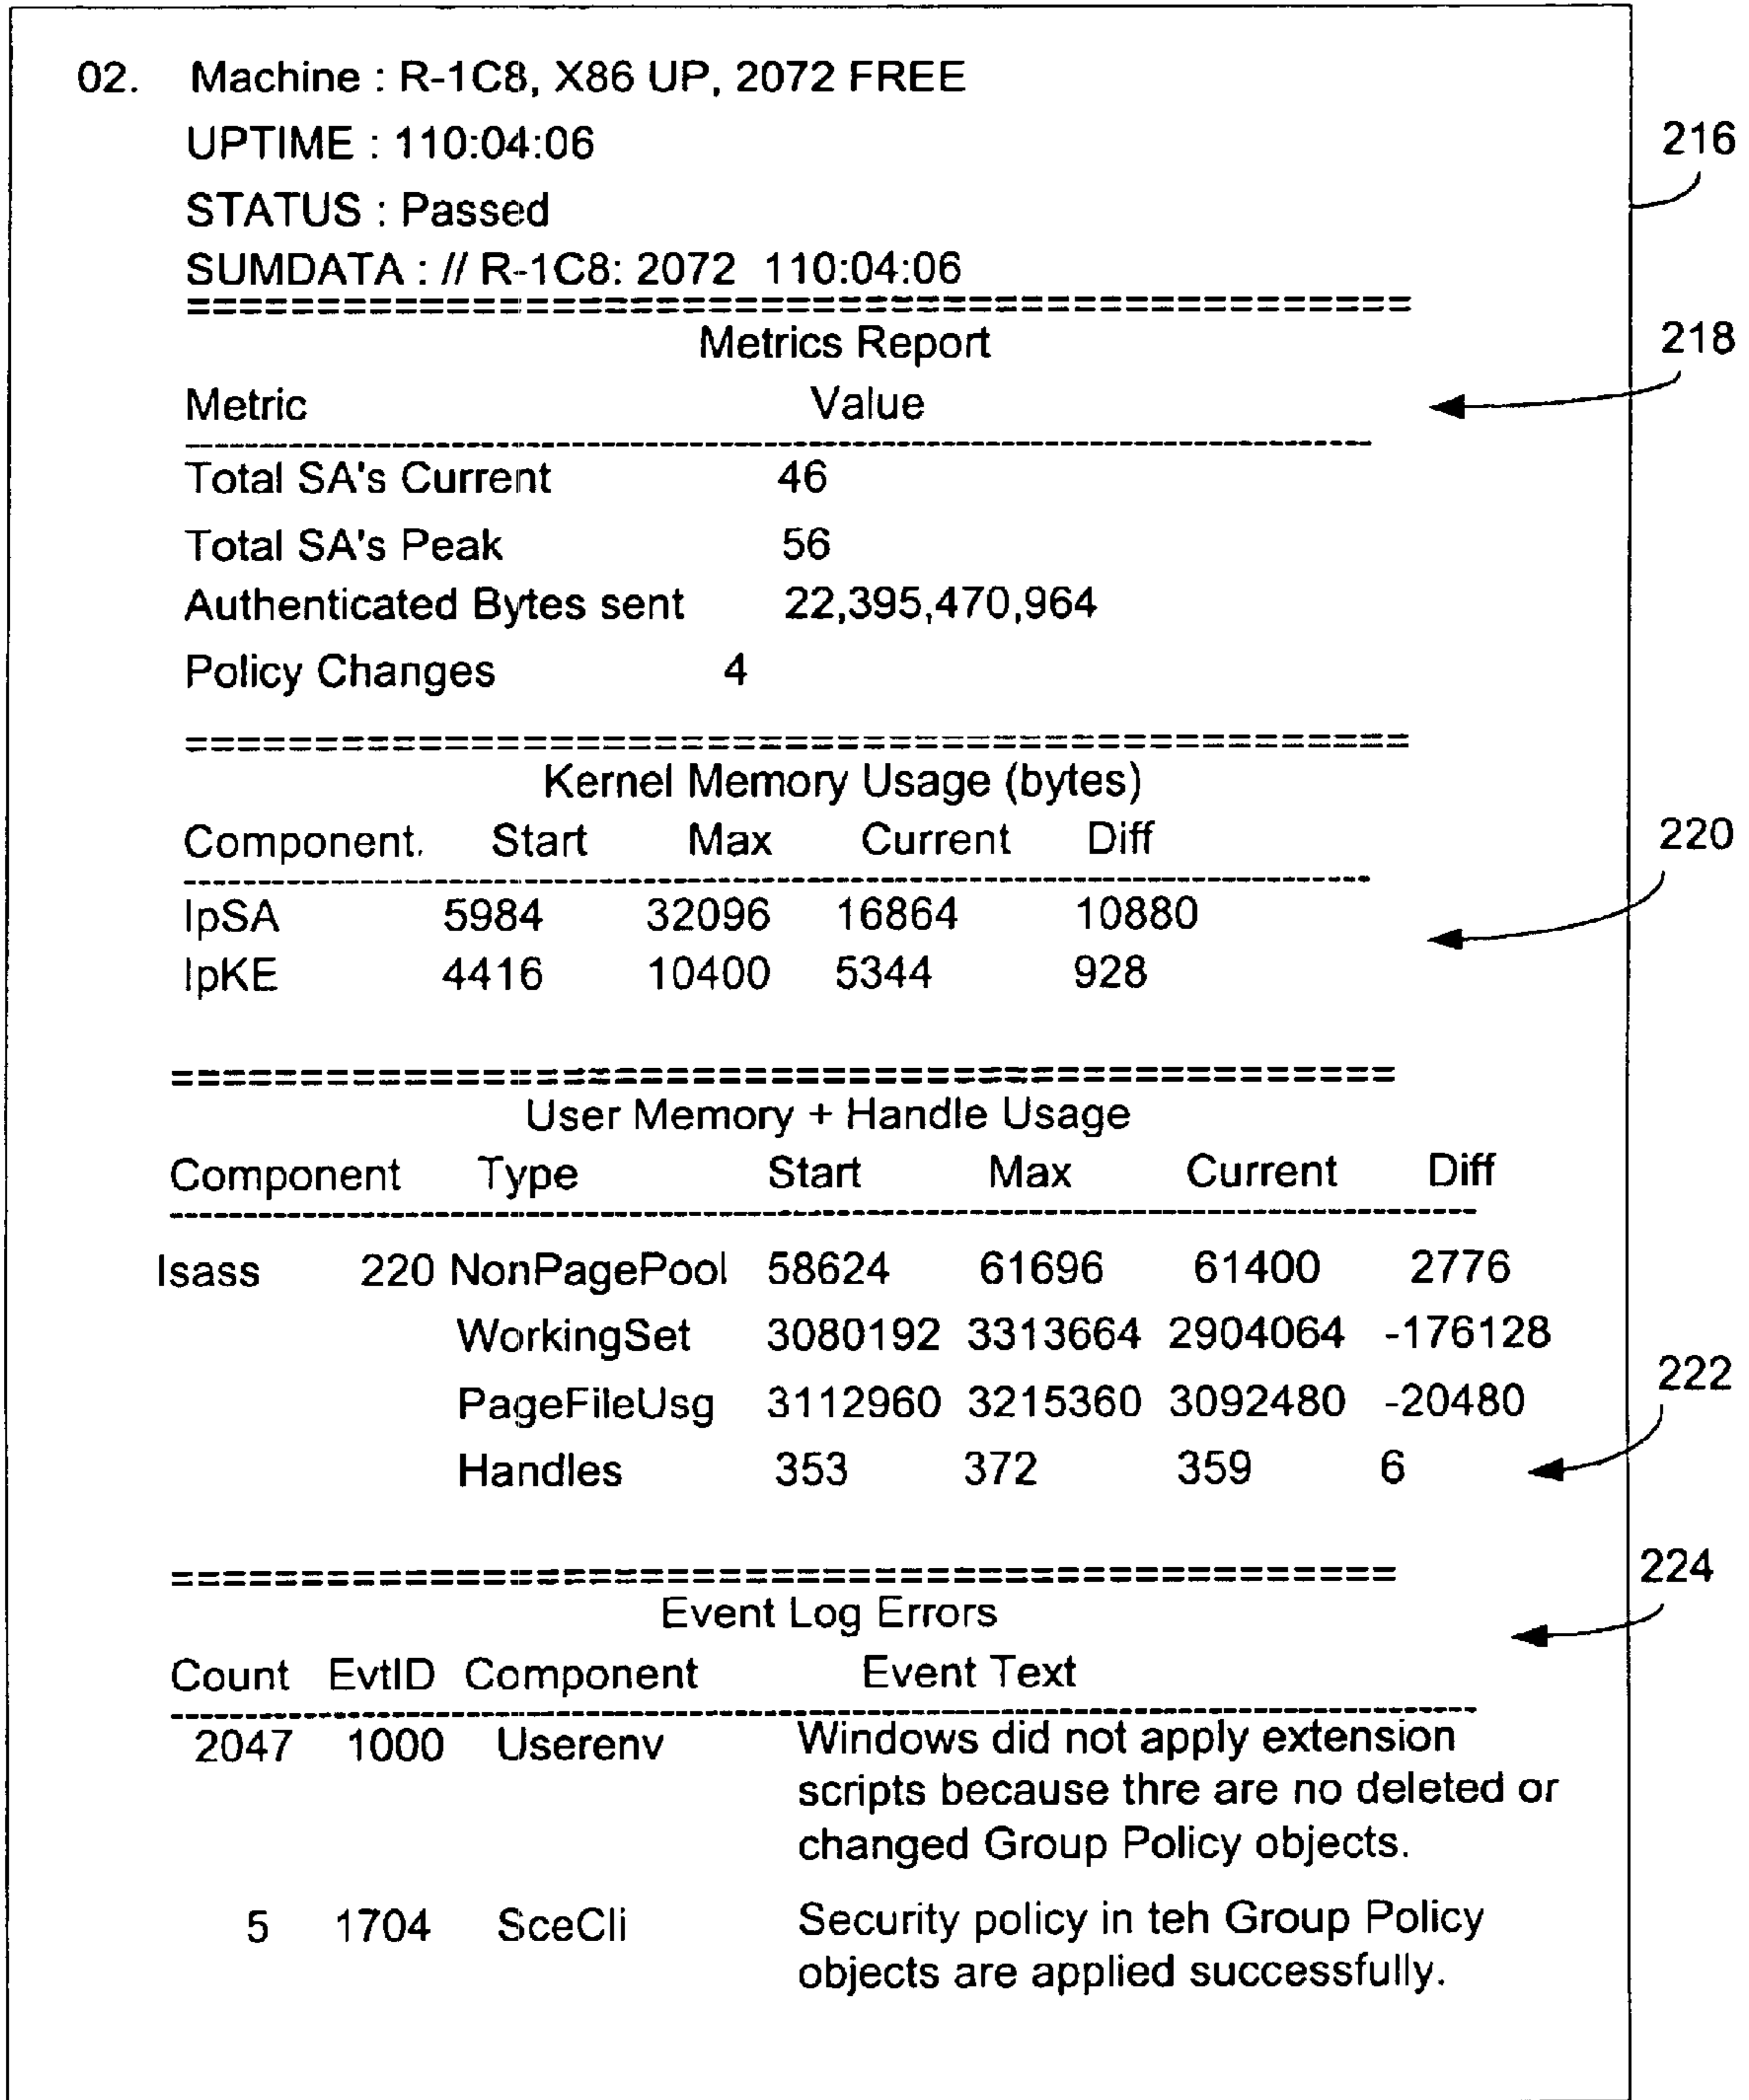 02. Machine : R-1C8, X86 UP, 2072 FREE
UPTIME : 110:04:06
216
STATUS : Passed
SUMDATA : // R-1C8: 2072 110:04:06
================================================
Metrics Report
218
Metric Value
------------------------------------------------
Total SA's Current 46
Total SA's Peak 56
Authenticated Bytes sent 22,395,470,964
Policy Changes 4
================================================
Kernel Memory Usage (bytes)
Component. Start Max Current Diff
220
------------------------------------------------
IpSA 5984 32096 16864 10880
IpKE 4416 10400 5344 928
================================================
User Memory + Handle Usage
Component Type Start Max Current Diff
------------------------------------------------
lsass 220 NonPagePool 58624 61696 61400 2776
WorkingSet 3080192 3313664 2904064 -176128
222
PageFileUsg 3112960 3215360 3092480 -20480
Handles 353 372 359 6
224
================================================
Event Log Errors
Count EvtID Component Event Text
------------------------------------------------
2047 1000 Userenv Windows did not apply extension
scripts because thre are no deleted or
changed Group Policy objects.
5 1704 SceCli Security policy in teh Group Policy
objects are applied successfully.